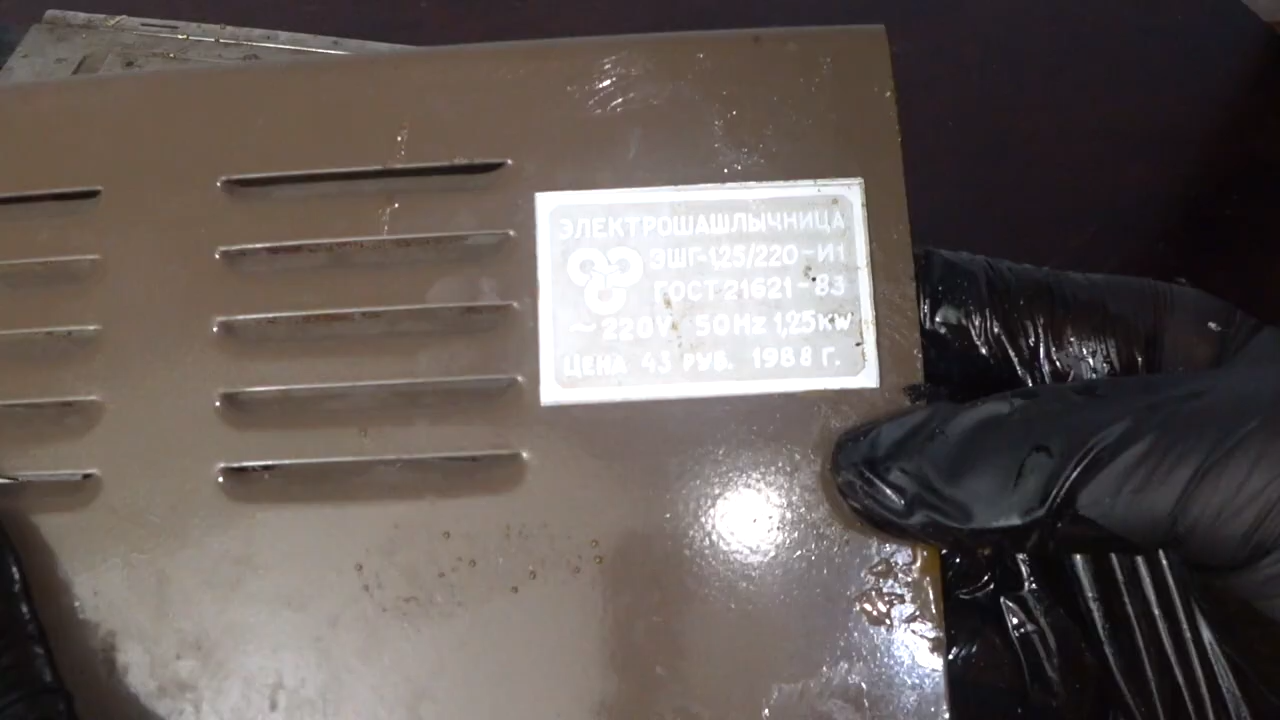 ЭЛЕКТРОШАШЛЫЧНИЦА
ЭШГ-1,25/220-И1
ГОСТ 21621-83
~220V 50Hz 1,25kW
ЦЕНА 43 РУБ. 1988 г.